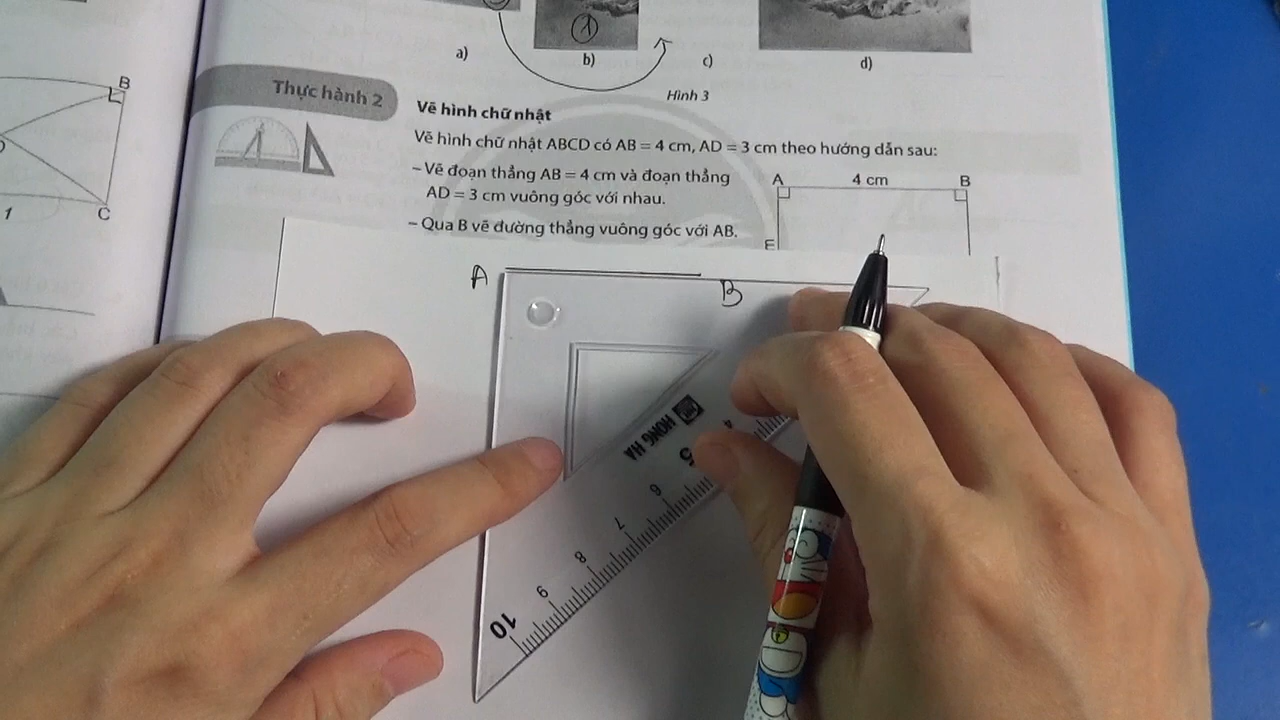 1
a)
b)
c)
d)
Hình 3
B
C
1
Thực hành 2
Vẽ hình chữ nhật
Vẽ hình chữ nhật ABCD có AB = 4 cm, AD = 3 cm theo hướng dẫn sau:
– Vẽ đoạn thẳng AB = 4 cm và đoạn thẳng
AD = 3 cm vuông góc với nhau.
– Qua B vẽ đường thẳng vuông góc với AB.
A 4 cm B
A
B
HONG HA
4
5
6
7
8
9
10